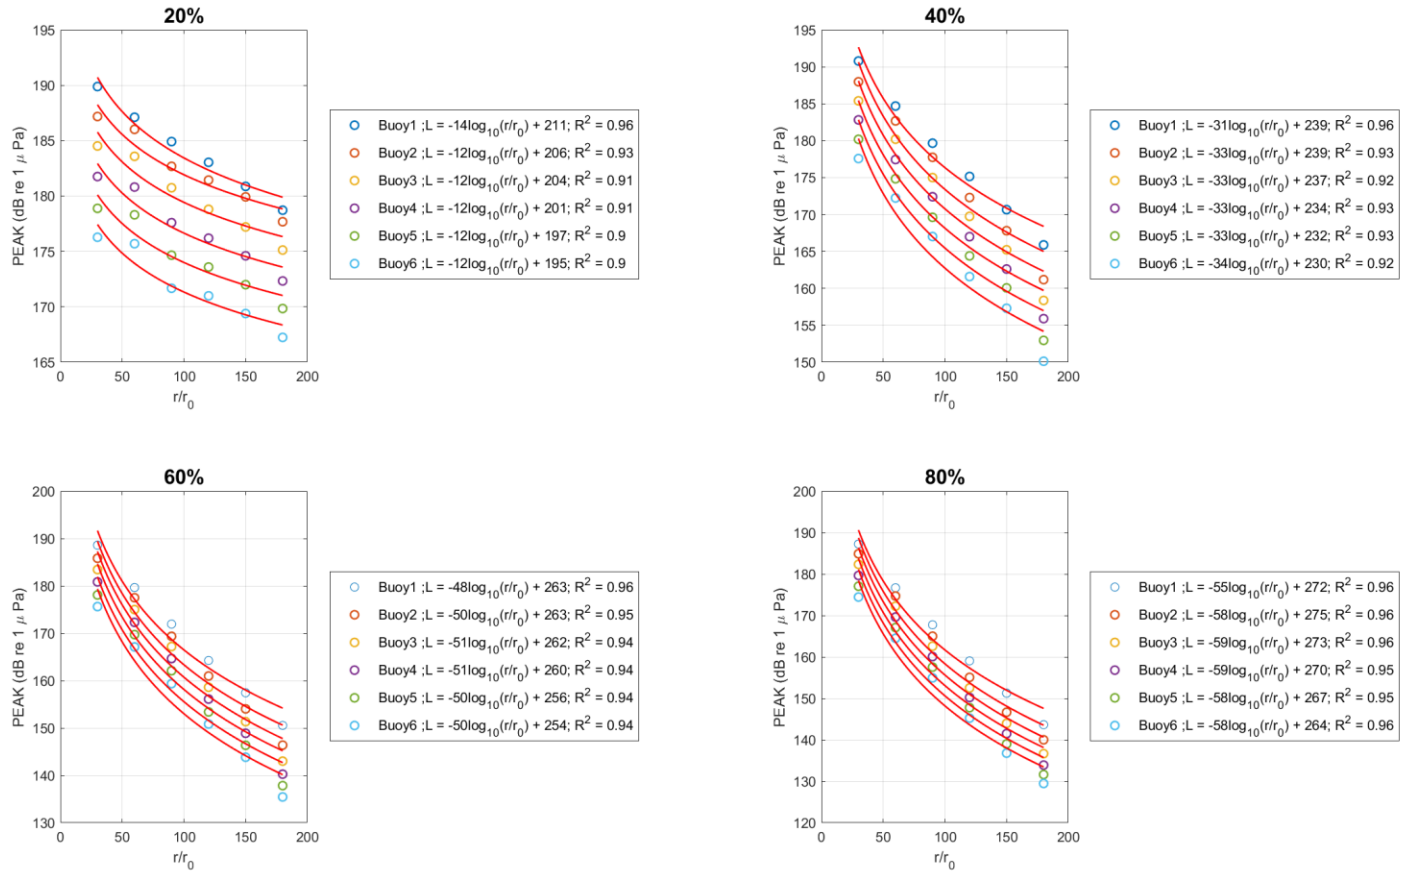 20%
195
190
185
180
175
170
165
0
50
100
150
200
PEAK (dB re 1 μ Pa)
r/r0
Buoy1 ;L = -14log10(r/r0) + 211; R2 = 0.96
Buoy2 ;L = -12log10(r/r0) + 206; R2 = 0.93
Buoy3 ;L = -12log10(r/r0) + 204; R2 = 0.91
Buoy4 ;L = -12log10(r/r0) + 201; R2 = 0.91
Buoy5 ;L = -12log10(r/r0) + 197; R2 = 0.9
Buoy6 ;L = -12log10(r/r0) + 195; R2 = 0.9
40%
195
190
185
180
175
170
165
160
155
150
0
50
100
150
200
PEAK (dB re 1 μ Pa)
r/r0
Buoy1 ;L = -31log10(r/r0) + 239; R2 = 0.96
Buoy2 ;L = -33log10(r/r0) + 239; R2 = 0.93
Buoy3 ;L = -33log10(r/r0) + 237; R2 = 0.92
Buoy4 ;L = -33log10(r/r0) + 234; R2 = 0.93
Buoy5 ;L = -33log10(r/r0) + 232; R2 = 0.93
Buoy6 ;L = -34log10(r/r0) + 230; R2 = 0.92
60%
200
190
180
170
160
150
140
130
0
50
100
150
200
PEAK (dB re 1 μ Pa)
r/r0
Buoy1 ;L = -48log10(r/r0) + 263; R2 = 0.96
Buoy2 ;L = -50log10(r/r0) + 263; R2 = 0.95
Buoy3 ;L = -51log10(r/r0) + 262; R2 = 0.94
Buoy4 ;L = -51log10(r/r0) + 260; R2 = 0.94
Buoy5 ;L = -50log10(r/r0) + 256; R2 = 0.94
Buoy6 ;L = -50log10(r/r0) + 254; R2 = 0.94
80%
200
190
180
170
160
150
140
130
120
0
50
100
150
200
PEAK (dB re 1 μ Pa)
r/r0
Buoy1 ;L = -55log10(r/r0) + 272; R2 = 0.96
Buoy2 ;L = -58log10(r/r0) + 275; R2 = 0.96
Buoy3 ;L = -59log10(r/r0) + 273; R2 = 0.96
Buoy4 ;L = -59log10(r/r0) + 270; R2 = 0.95
Buoy5 ;L = -58log10(r/r0) + 267; R2 = 0.95
Buoy6 ;L = -58log10(r/r0) + 264; R2 = 0.96